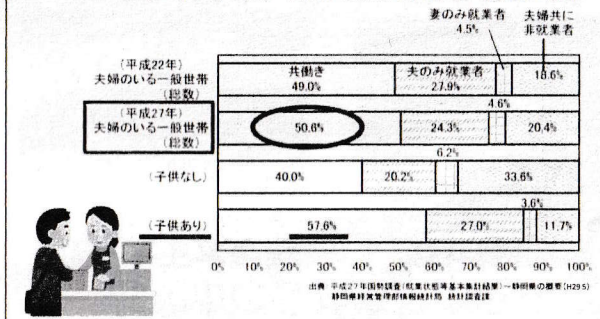 妻のみ就業者
4.5%
夫婦共に
非就業者
(平成22年)
夫婦のいる一般世帯
(総数)
共働き
49.0%
夫のみ就業者
27.9%
18.6%
(平成27年)
夫婦のいる一般世帯
(総数)
50.6%
24.3%
4.6%
20.4%
(子供なし)
40.0%
20.2%
6.2%
33.6%
(子供あり)
57.6%
27.0%
3.6%
11.7%
0% 10% 20% 30% 40% 50% 60% 70% 80% 90% 100%
出典 平成27年国勢調査(就業状態等基本集計結果)~静岡県の概要(H29.5)
静岡県経営管理部情報統計局 統計調査課